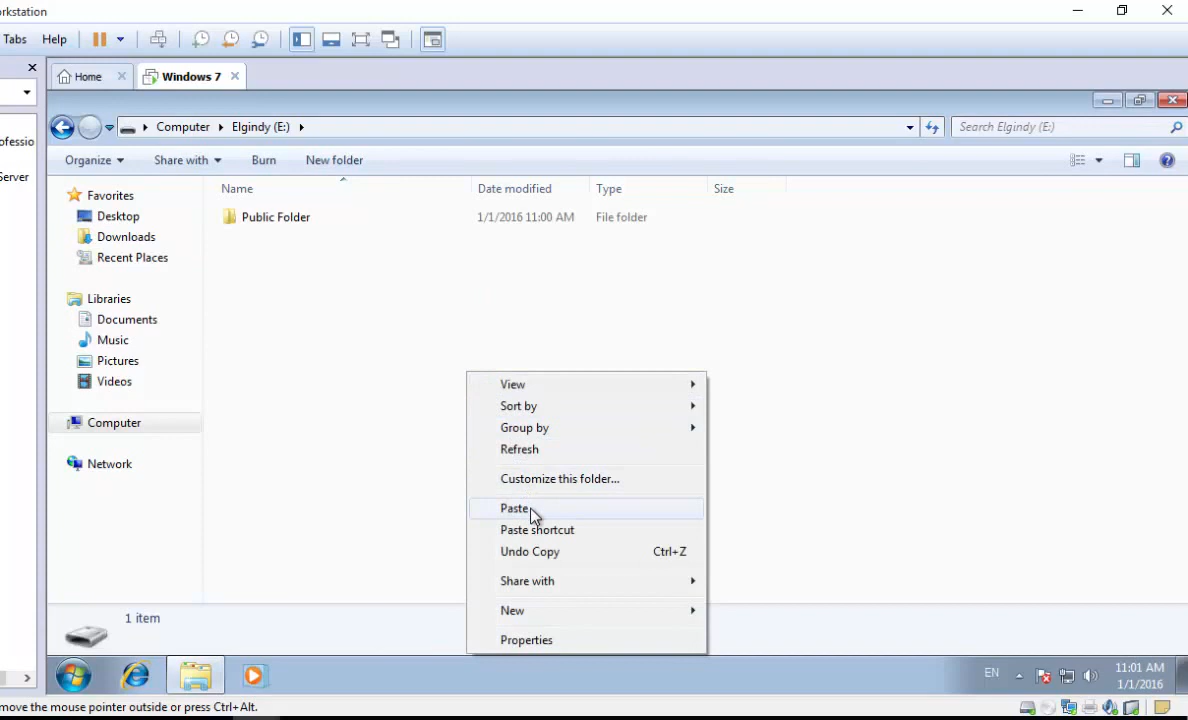 orkstation
Tabs Help
Home Windows 7
Computer Elgindy (E:) Search Elgindy (E:)
Organize Share with Burn New folder
Name Date modified Type Size
Public Folder 1/1/2016 11:00 AM File folder
Favorites
Desktop
Downloads
Recent Places
Libraries
Documents
Music
Pictures
Videos
Computer
Network
ofessio
Server
View
Sort by
Group by
Refresh
Customize this folder...
Paste
Paste shortcut
Undo Copy Ctrl+Z
Share with
New
Properties
1 item
EN 11:01 AM
1/1/2016
move the mouse pointer outside or press Ctrl+Alt.